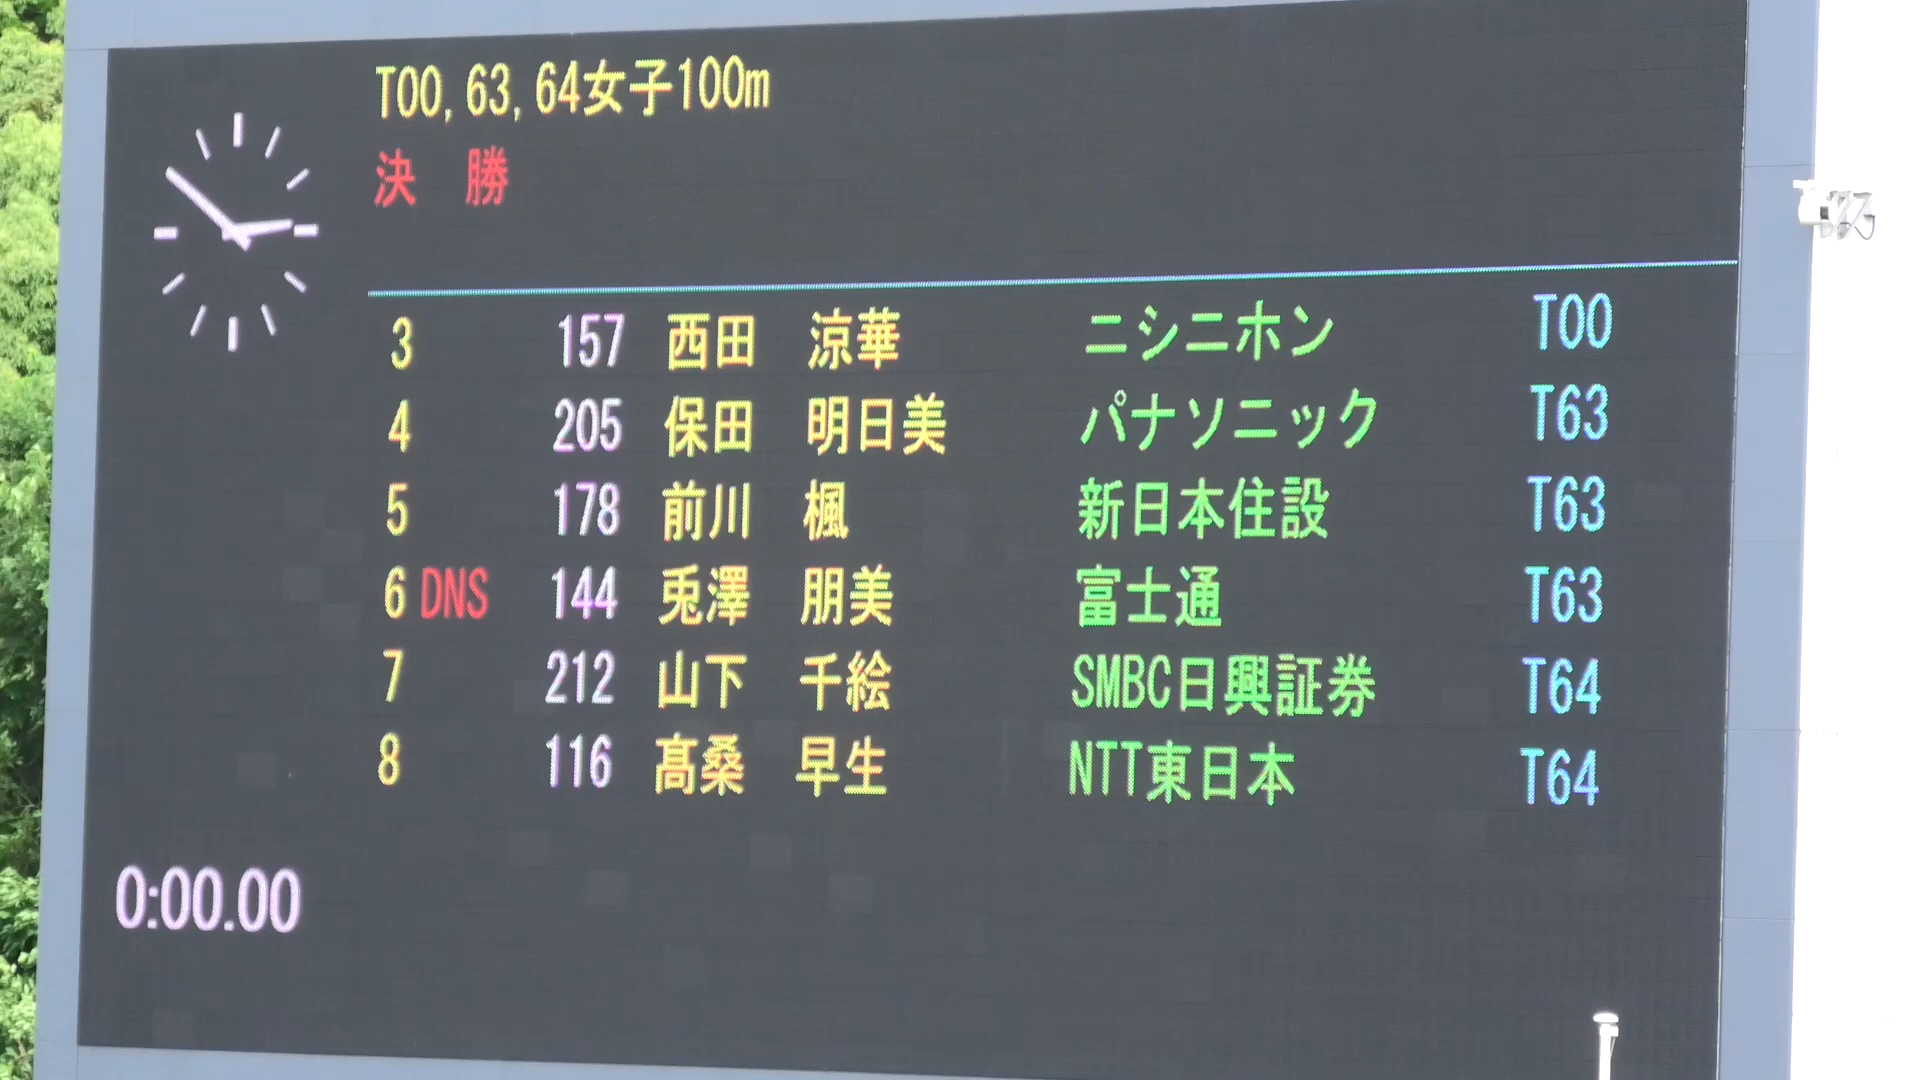 T00, 63, 64女子100m
決　勝
3 157 西田 涼華 ニシニホン T00
4 205 保田 明日美 パナソニック T63
5 178 前川 楓 新日本住設 T63
6 DNS 144 兎澤 朋美 富士通 T63
7 212 山下 千絵 SMBC日興証券 T64
8 116 髙桑 早生 NTT東日本 T64
0:00.00